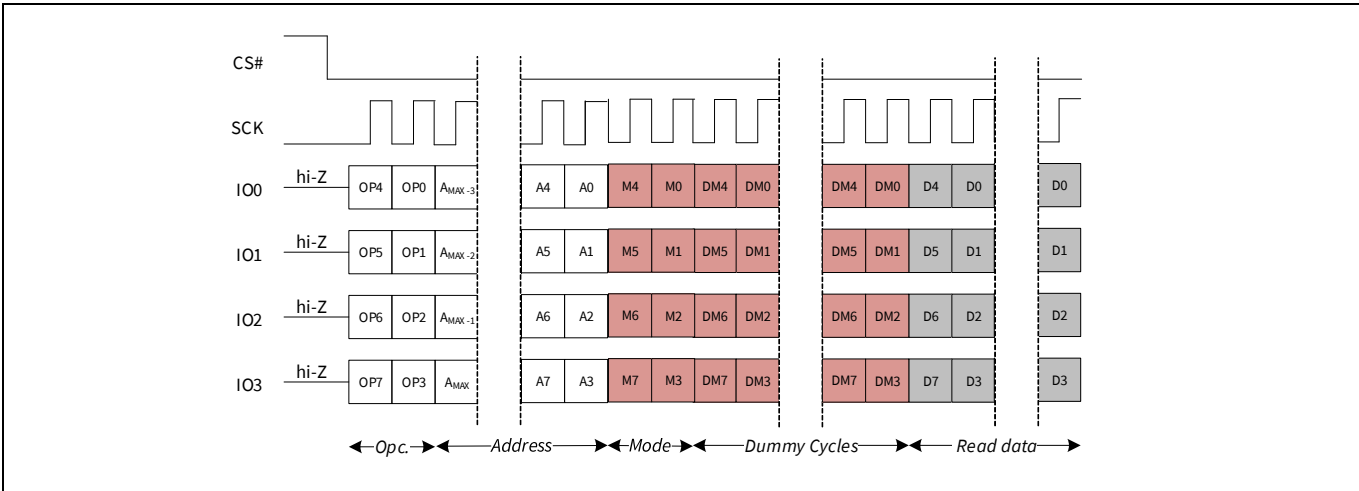 CS#
SCK
IO0 hi-Z OP4 OP0 AMAX -3 A4 A0 M4 M0 DM4 DM0 DM4 DM0 D4 D0 D0
IO1 hi-Z OP5 OP1 AMAX -2 A5 A1 M5 M1 DM5 DM1 DM5 DM1 D5 D1 D1
IO2 hi-Z OP6 OP2 AMAX -1 A6 A2 M6 M2 DM6 DM2 DM6 DM2 D6 D2 D2
IO3 hi-Z OP7 OP3 AMAX A7 A3 M7 M3 DM7 DM3 DM7 DM3 D7 D3 D3
Opc. Address Mode Dummy Cycles Read data